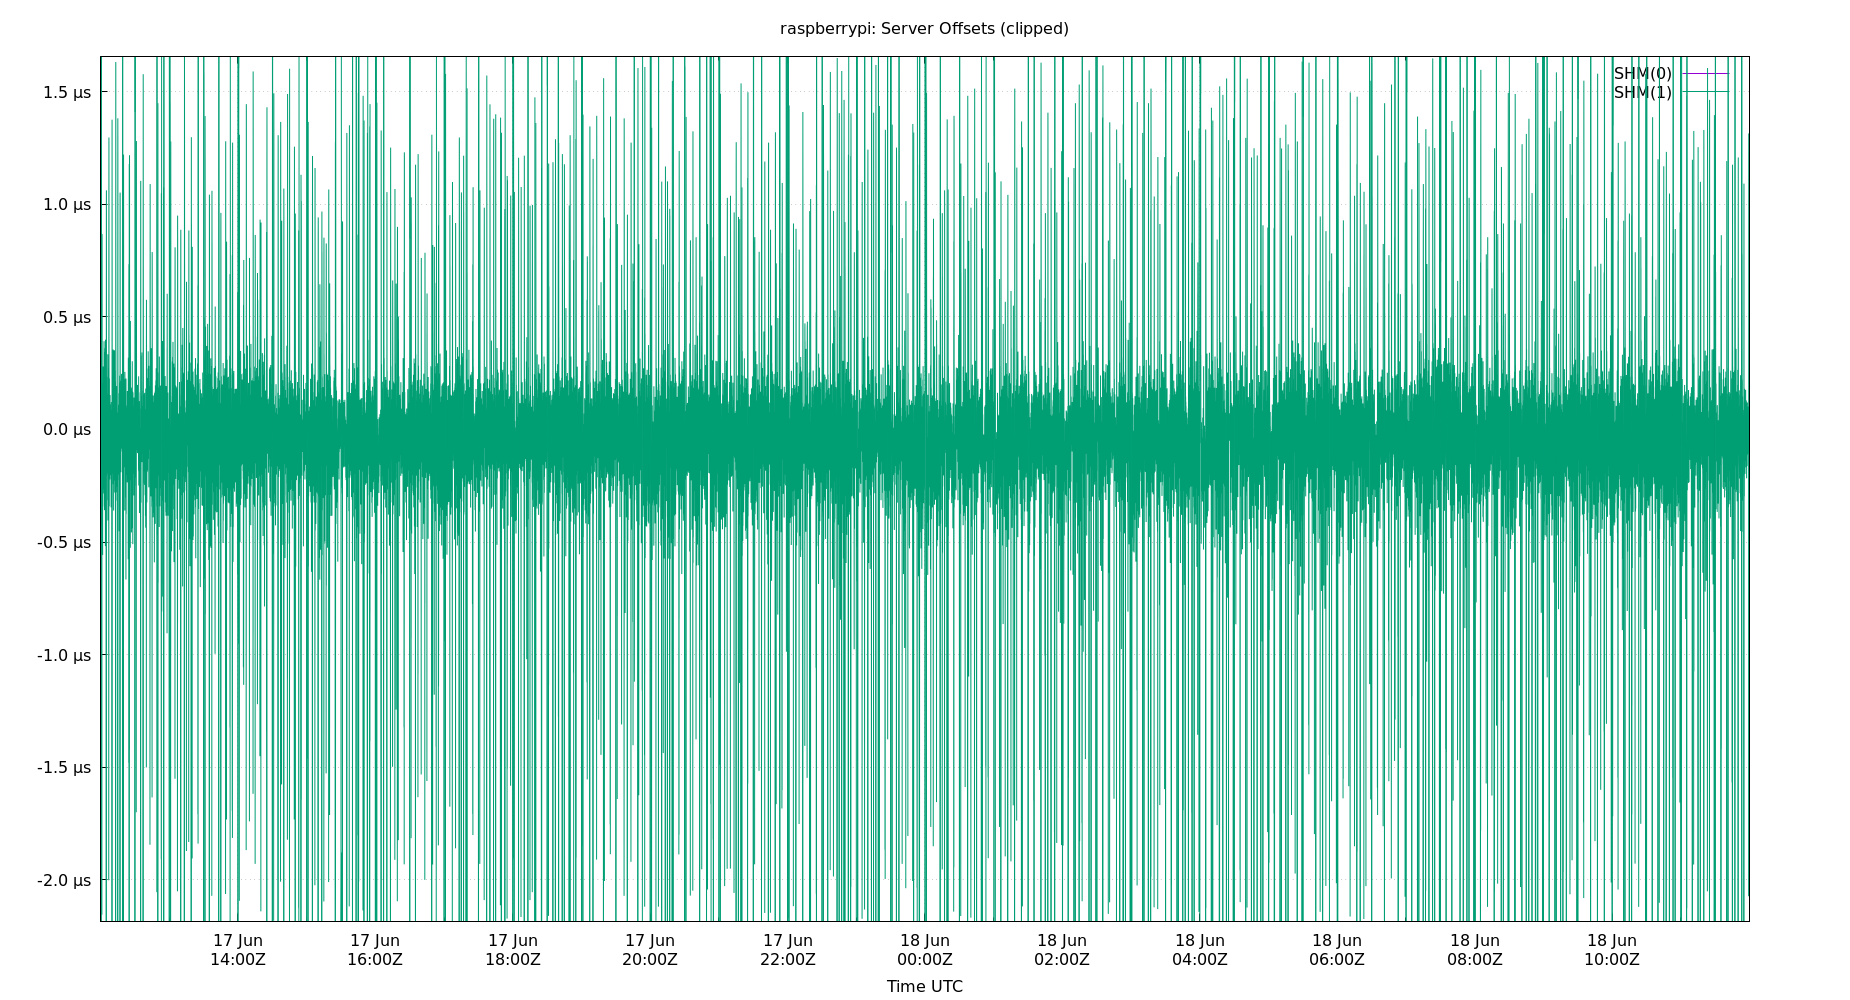 raspberrypi: Server Offsets (clipped)
SHM(0)
SHM(1)
1.5 µs
1.0 µs
0.5 µs
0.0 µs
-0.5 µs
-1.0 µs
-1.5 µs
-2.0 µs
17 Jun 17 Jun 17 Jun 17 Jun 17 Jun 18 Jun 18 Jun 18 Jun 18 Jun 18 Jun 18 Jun
14:00Z 16:00Z 18:00Z 20:00Z 22:00Z 00:00Z 02:00Z 04:00Z 06:00Z 08:00Z 10:00Z
Time UTC